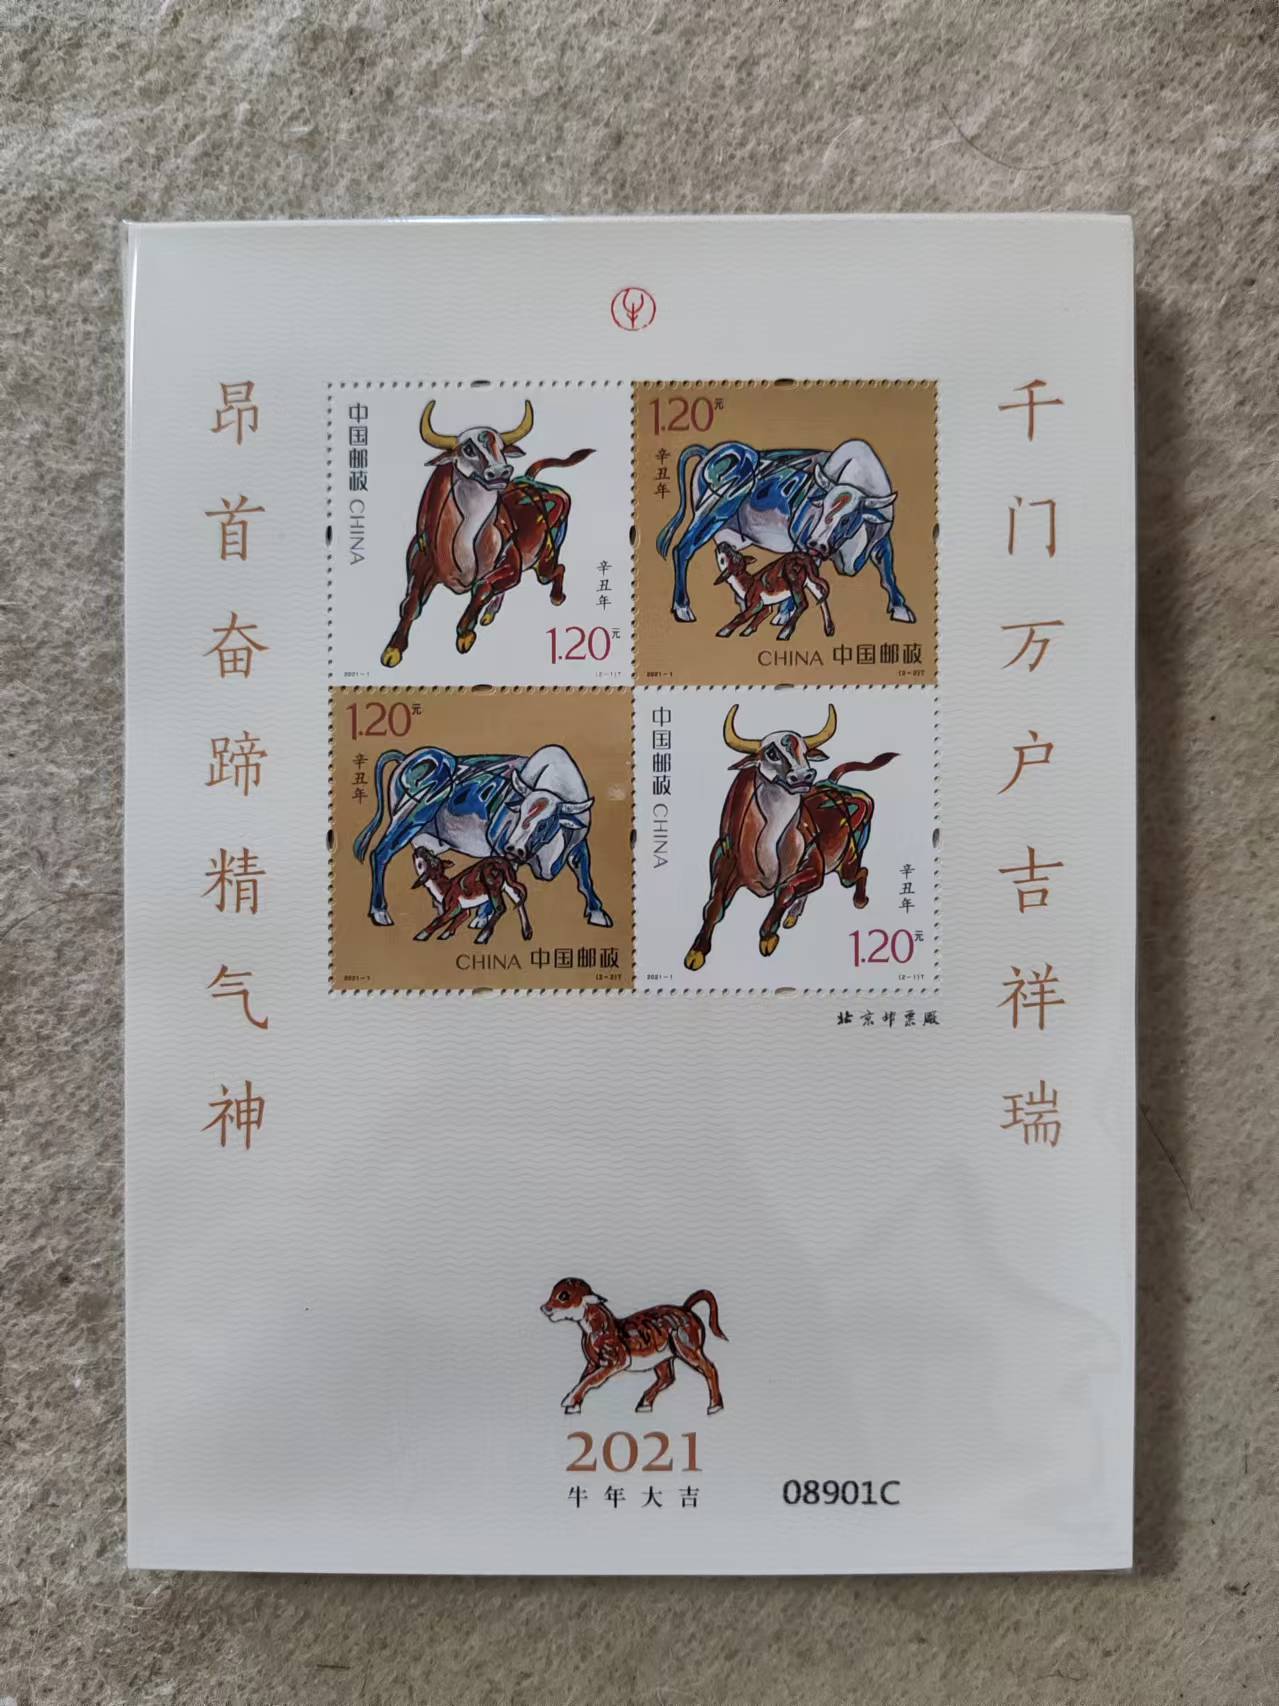 昂首奋蹄精气神
千门万户吉祥瑞
中国邮政 CHINA
辛丑年
1.20元
2021-1
(2-1)T
1.20元
辛丑年
CHINA 中国邮政
2021-1
(2-2)T
1.20元
辛丑年
CHINA 中国邮政
2021-1
(2-2)T
中国邮政 CHINA
辛丑年
1.20元
2021-1
(2-1)T
北京邮票厂
2021
牛年大吉
08901C